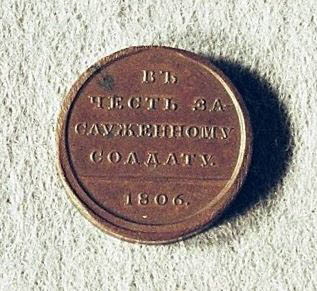 ВЪ
ЧЕСТЬ ЗА-
СЛУЖЕННОМУ
СОЛДАТУ.
1806.